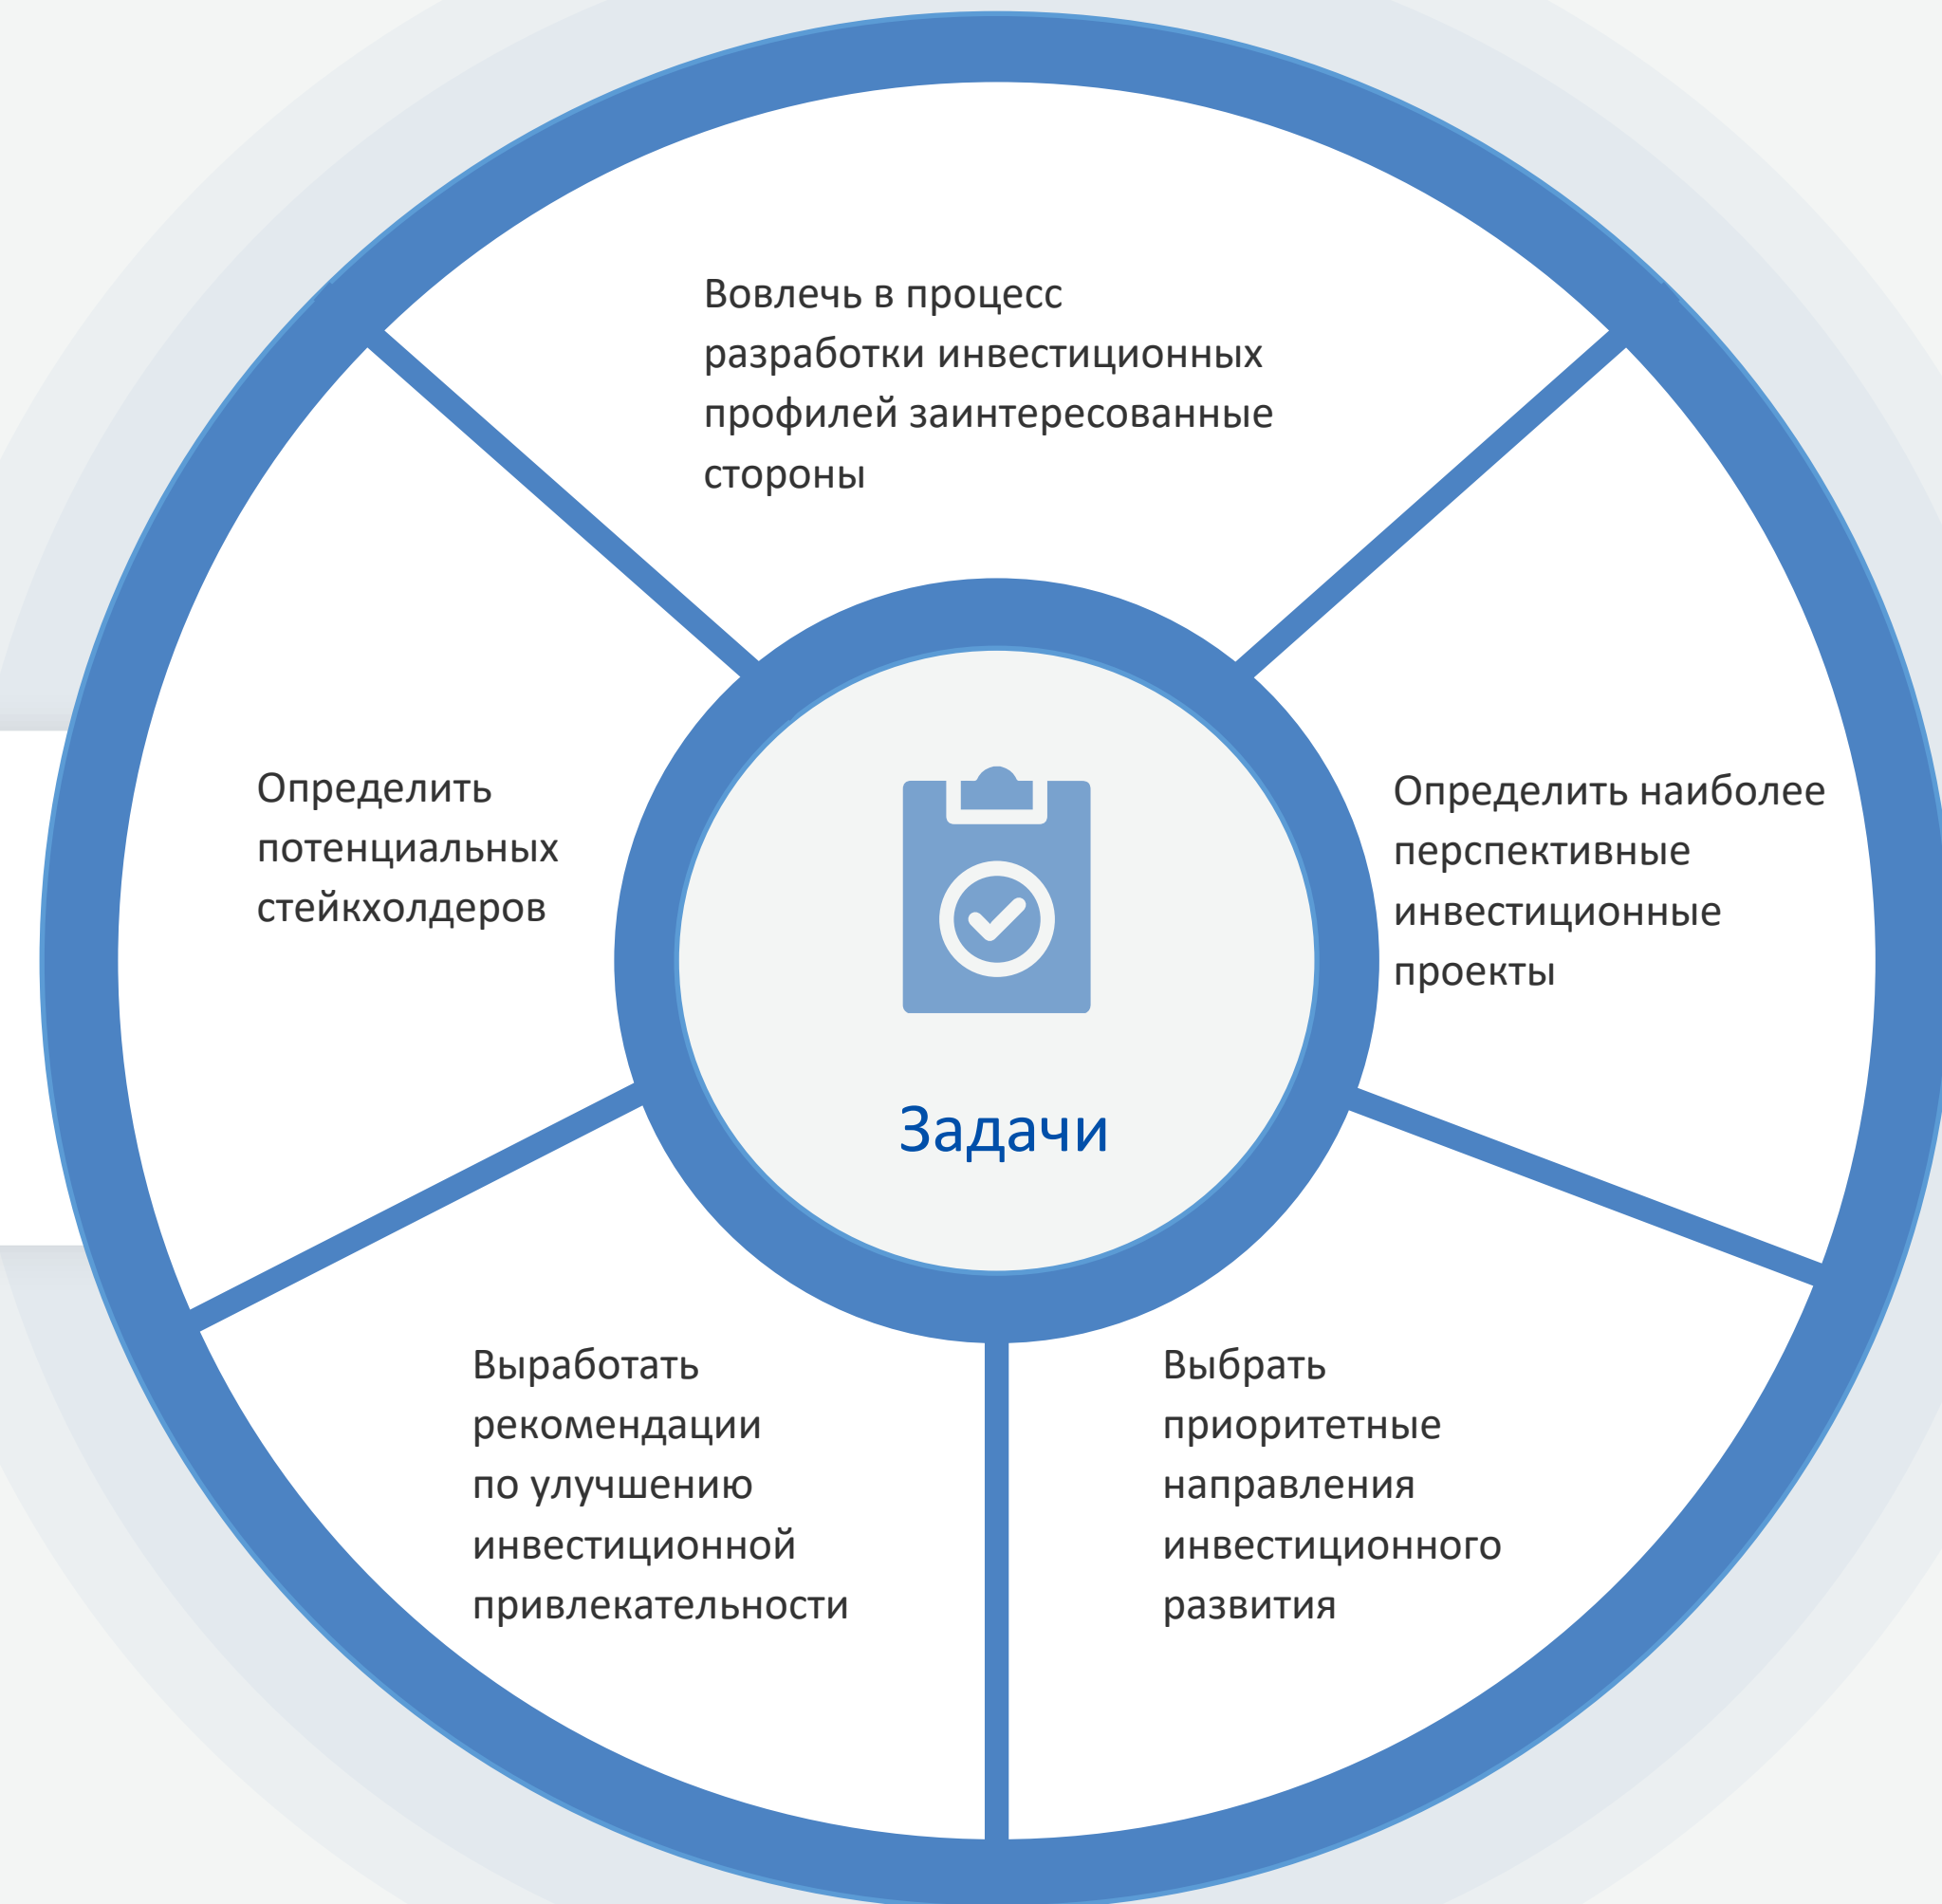 Вовлечь в процесс
разработки инвестиционных
профилей заинтересованные
стороны
Определить
потенциальных
стейкхолдеров
Определить наиболее
перспективные
инвестиционные
проекты
Задачи
Выработать
рекомендации
по улучшению
инвестиционной
привлекательности
Выбрать
приоритетные
направления
инвестиционного
развития